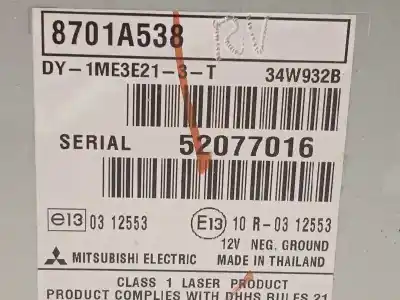 8701A538
RV
DY-1ME3E21-3-T 34W932B
SERIAL 52077016
e13 03 12553 E13 10 R-03 12553
12V NEG. GROUND
MITSUBISHI ELECTRIC MADE IN THAILAND
CLASS 1 LASER PRODUCT
PRODUCT COMPLIES WITH DHHS RULES 21